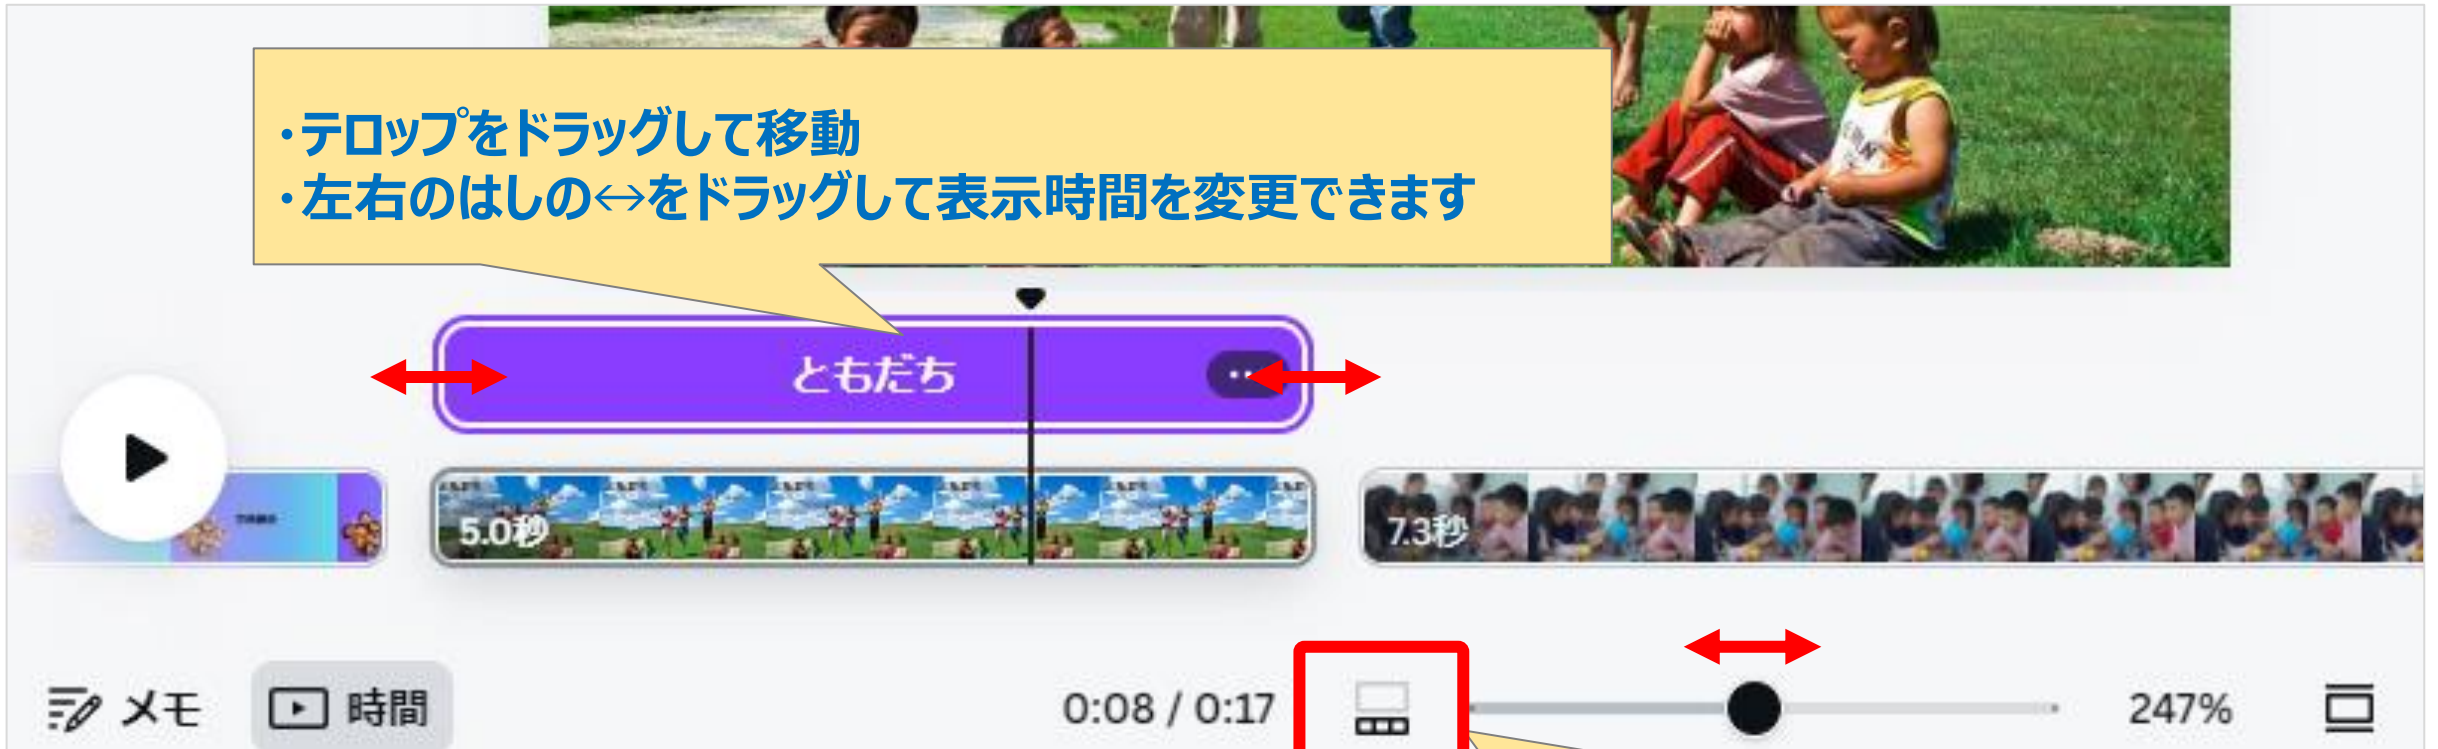 ・テロップをドラッグして移動
・左右のはしの↔をドラッグして表示時間を変更できます
ともだち
5.0秒
7.3秒
メモ
時間
0:08 / 0:17
247%